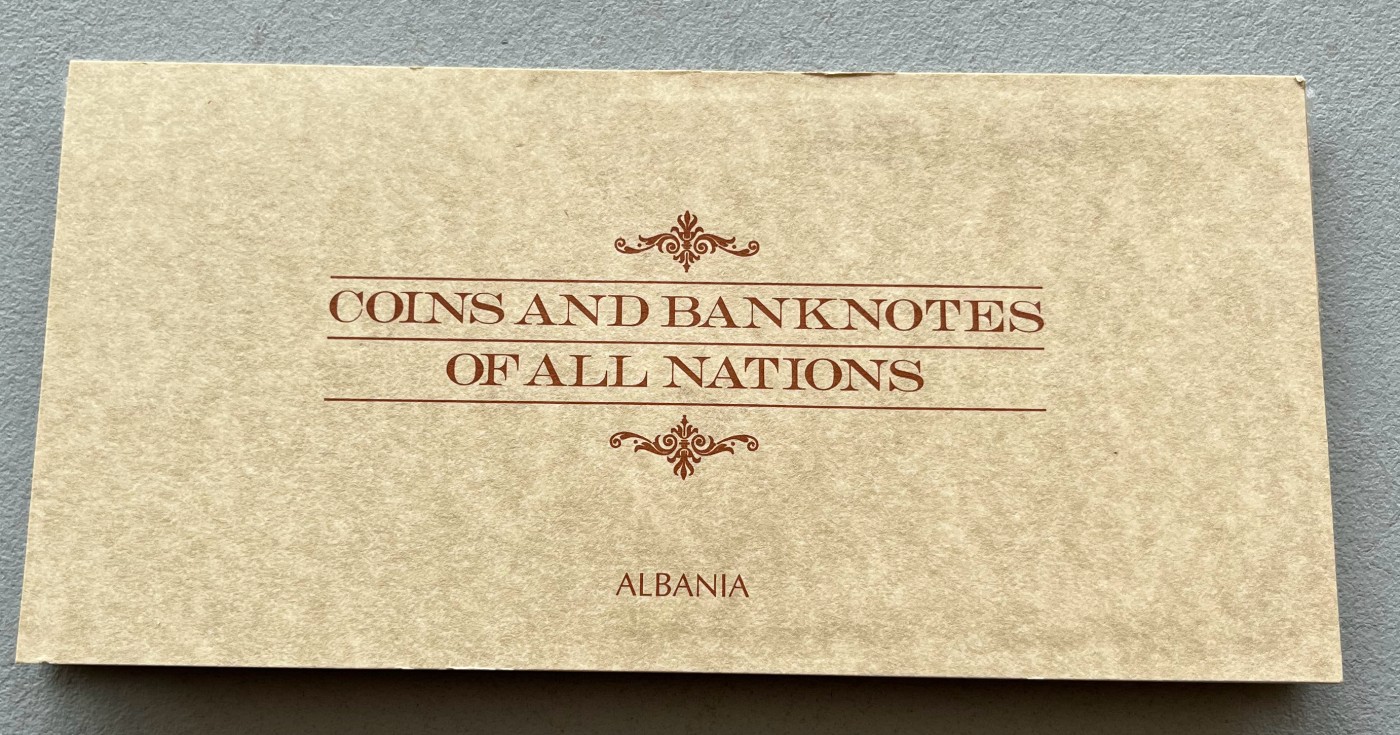 COINS AND BANKNOTES
OF ALL NATIONS
ALBANIA